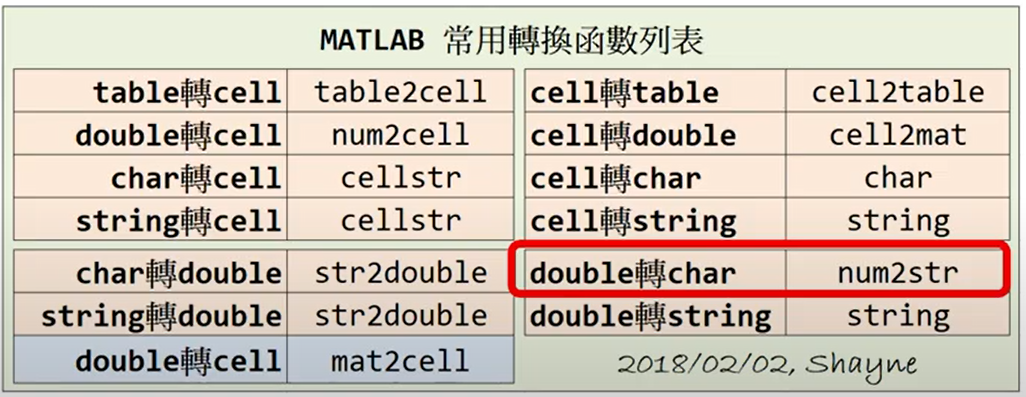 MATLAB 常用轉換函數列表
table轉cell table2cell cell轉table cell2table
double轉cell num2cell cell轉double cell2mat
char轉cell cellstr cell轉char char
string轉cell cellstr cell轉string string
char轉double str2double double轉char num2str
string轉double str2double double轉string string
double轉cell mat2cell 2018/02/02, Shayne